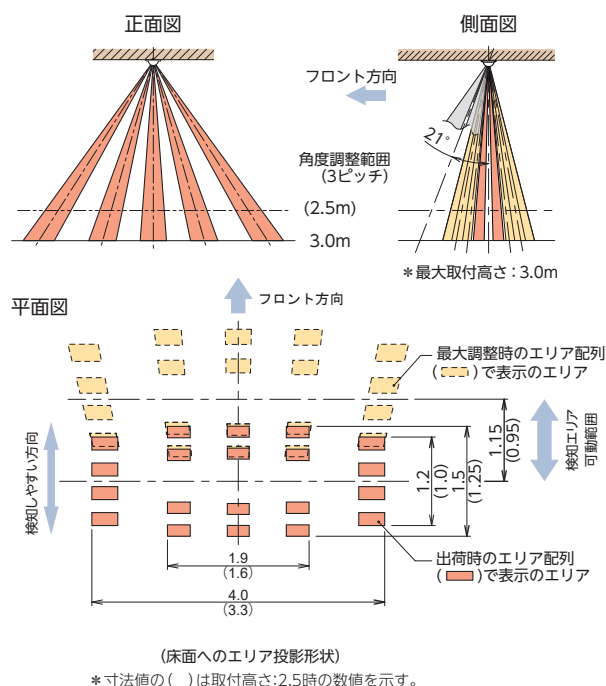 正面図
側面図
フロント方向
21°
角度調整範囲
(3ピッチ)
(2.5m)
3.0m
*最大取付高さ:3.0m
フロント方向
平面図
最大調整時のエリア配列
( )で表示のエリア
検知しやすい方向
1.2
(1.0)
1.5
(1.25)
1.15
(0.95)
検知エリア
可動範囲
1.9
(1.6)
4.0
(3.3)
出荷時のエリア配列
( )で表示のエリア
(床面へのエリア投影形状)
*寸法値の( )は取付高さ:2.5時の数値を示す。